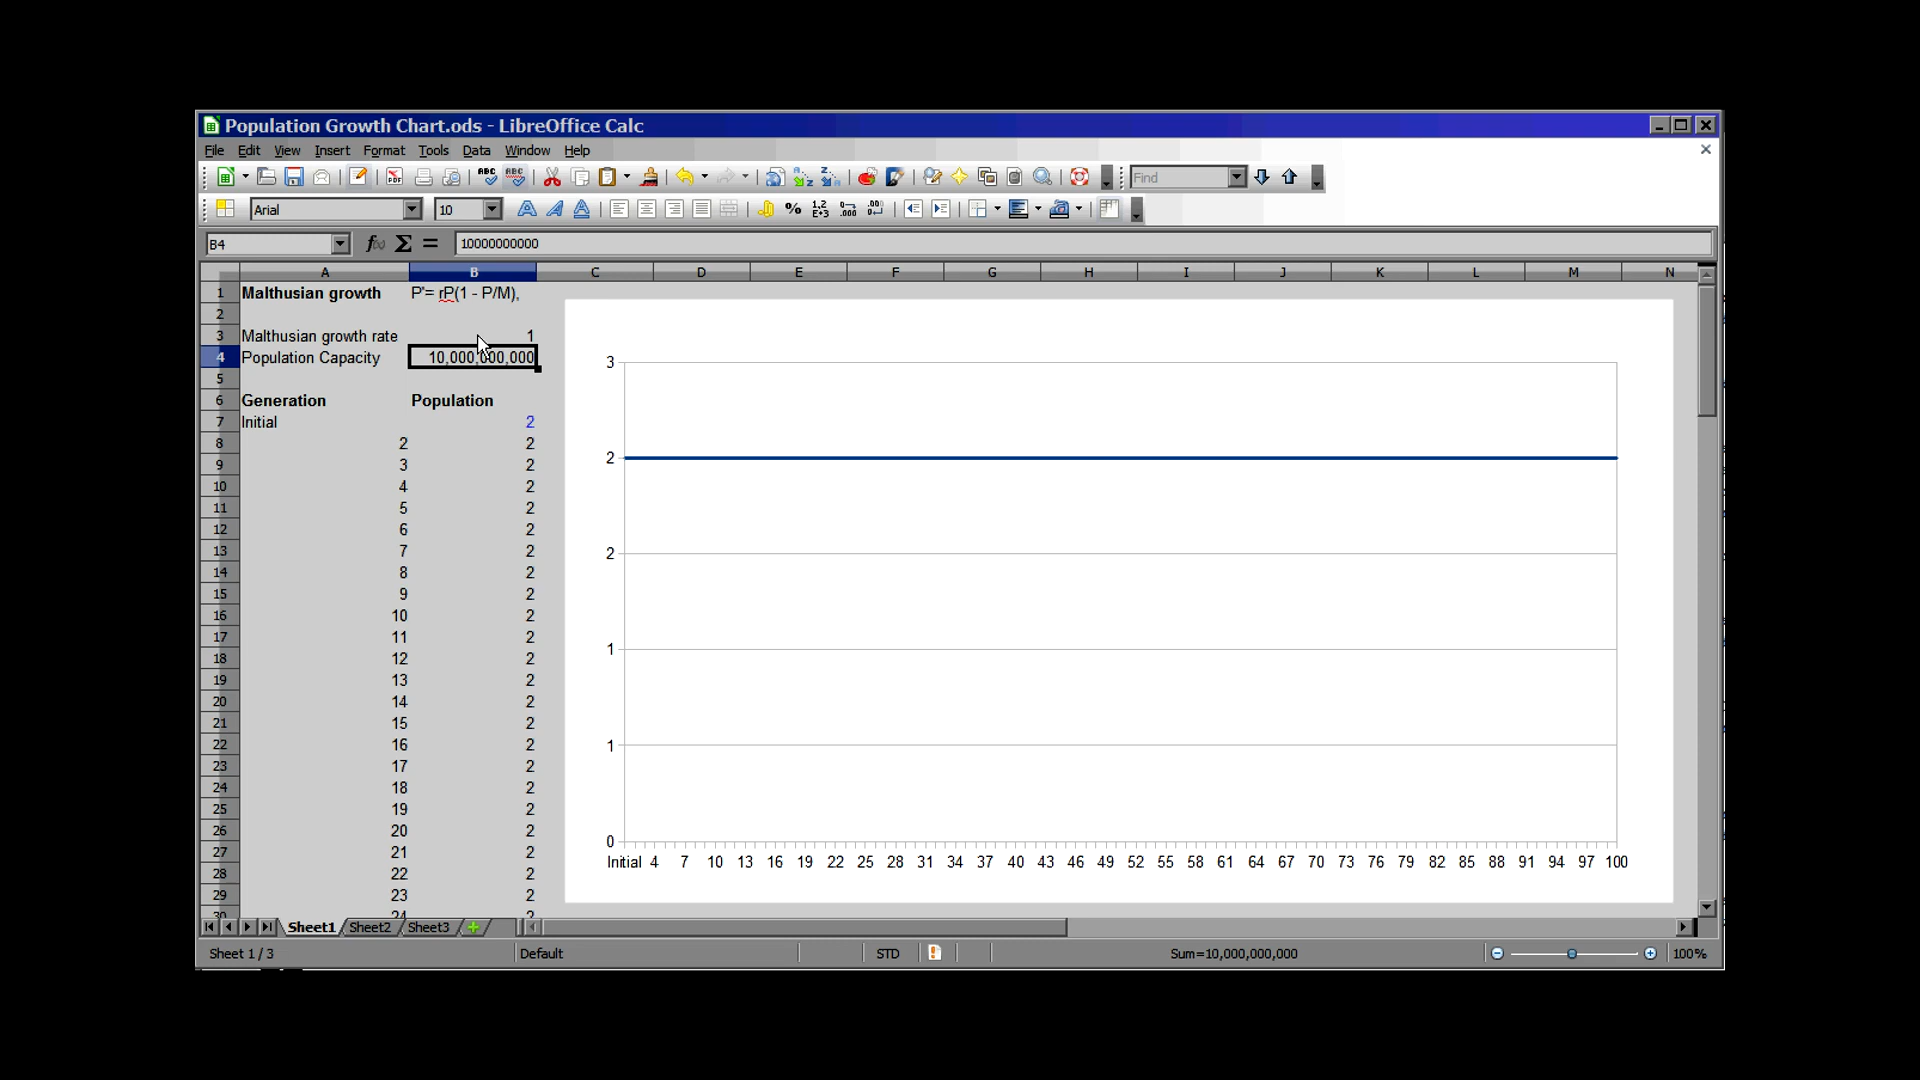 Population Growth Chart.ods - LibreOffice Calc
File Edit View Insert Format Tools Data Window Help
Find
Arial 10
B4 10000000000
A B C D E F G H I J K L M N
1 Malthusian growth P'= rP(1 - P/M),
2
3 Malthusian growth rate 1
4 Population Capacity 10,000,000,000
5
6 Generation Population
7 Initial 2
8 2 2
9 3 2
10 4 2
11 5 2
12 6 2
13 7 2
14 8 2
15 9 2
16 10 2
17 11 2
18 12 2
19 13 2
20 14 2
21 15 2
22 16 2
23 17 2
24 18 2
25 19 2
26 20 2
27 21 2
28 22 2
29 23 2
30 24 2
3
2
2
1
1
0
Initial 4 7 10 13 16 19 22 25 28 31 34 37 40 43 46 49 52 55 58 61 64 67 70 73 76 79 82 85 88 91 94 97 100
Sheet1 Sheet2 Sheet3
Sheet 1 / 3 Default STD Sum=10,000,000,000 100%